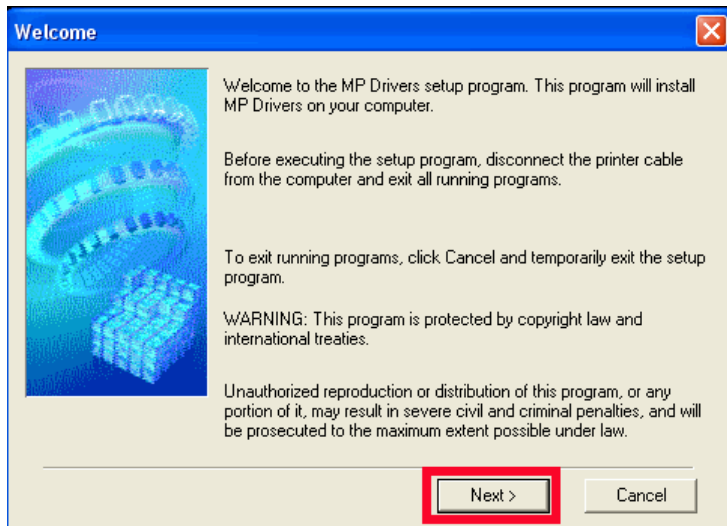 Welcome
Welcome to the MP Drivers setup program. This program will install
MP Drivers on your computer.
Before executing the setup program, disconnect the printer cable
from the computer and exit all running programs.
To exit running programs, click Cancel and temporarily exit the setup
program.
WARNING: This program is protected by copyright law and
international treaties.
Unauthorized reproduction or distribution of this program, or any
portion of it, may result in severe civil and criminal penalties, and will
be prosecuted to the maximum extent possible under law.
Next >
Cancel